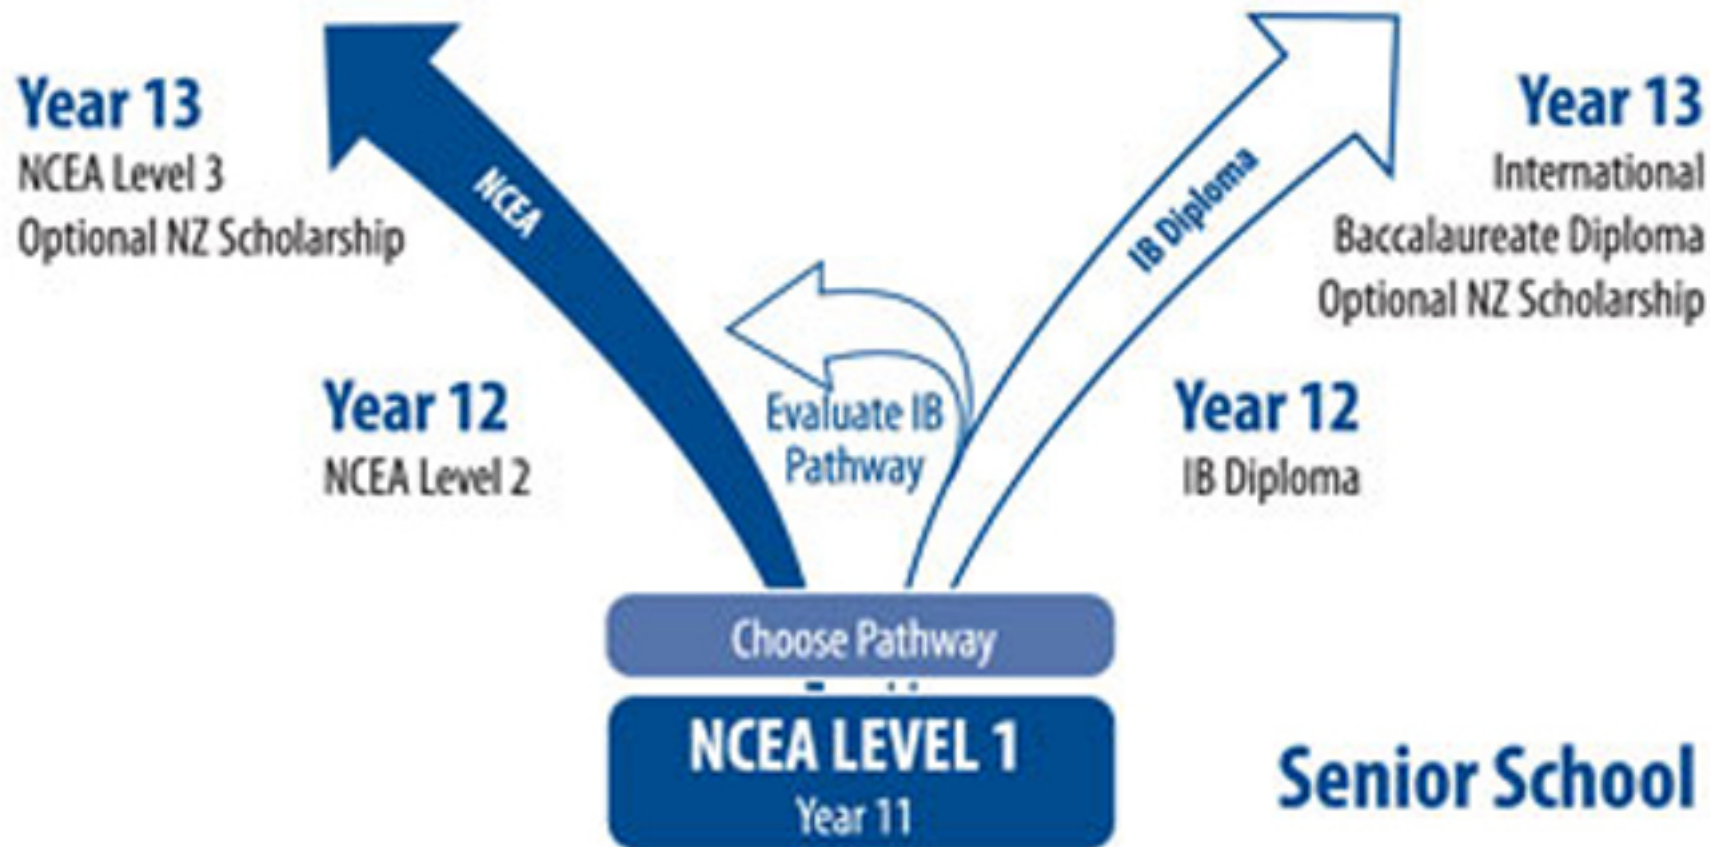 Year 13
NCEA Level 3
Optional NZ Scholarship
NCEA
Year 12
NCEA Level 2
Evaluate IB
Pathway
IB Diploma
Year 13
International
Baccalaureate Diploma
Optional NZ Scholarship
Year 12
IB Diploma
Choose Pathway
NCEA LEVEL 1
Year 11
Senior School